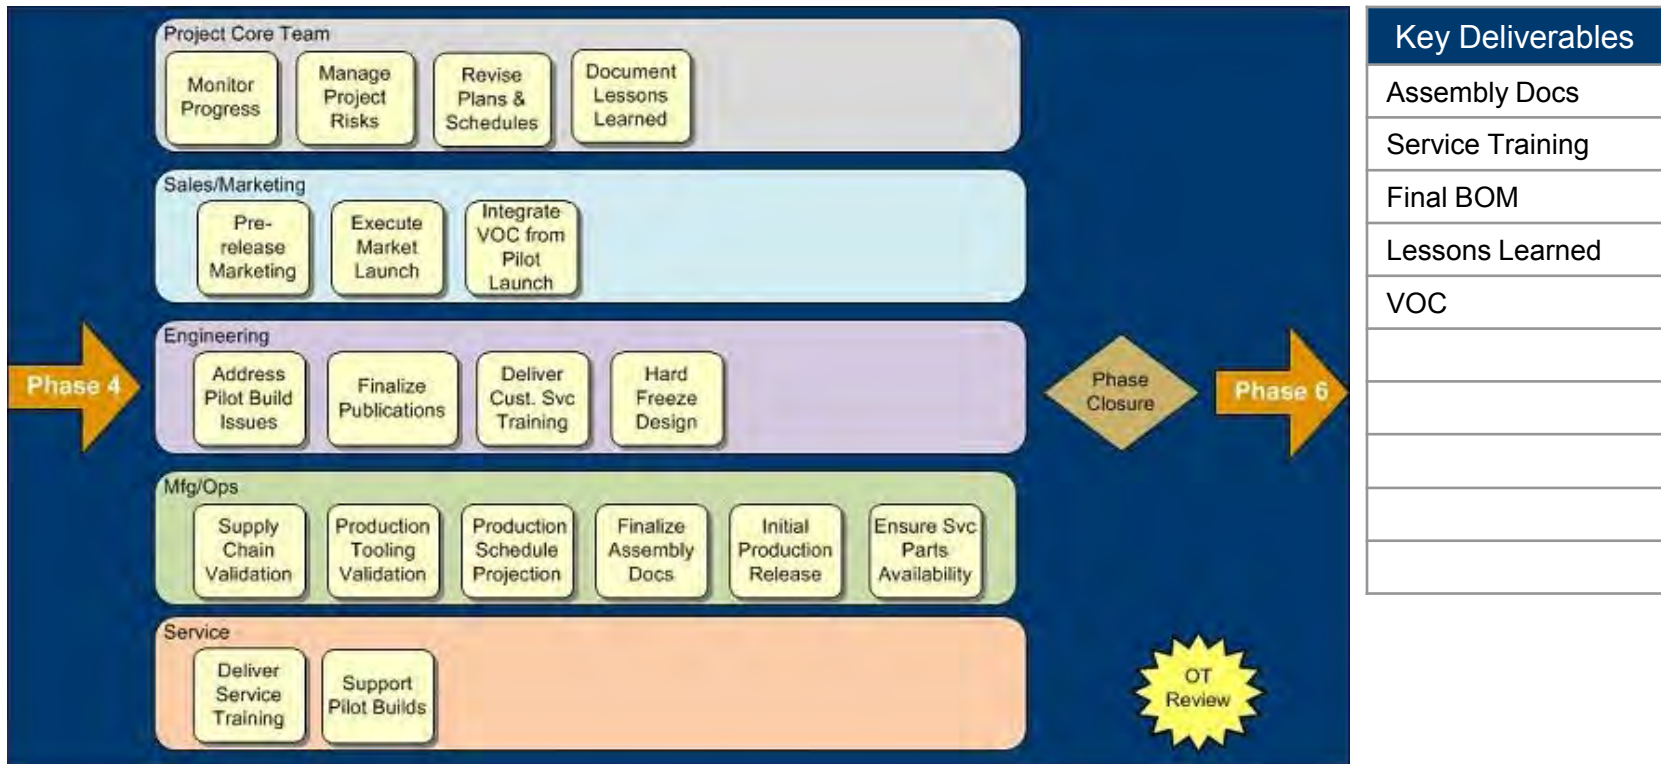 Project Core Team
Monitor
Progress
Manage
Project
Risks
Revise
Plans &
Schedules
Document
Lessons
Learned
Sales/Marketing
Pre-
release
Marketing
Execute
Market
Launch
Integrate
VOC from
Pilot
Launch
Phase 4
Engineering
Address
Pilot Build
Issues
Finalize
Publications
Deliver
Cust. Svc
Training
Hard
Freeze
Design
Phase
Closure
Phase 6
Mfg/Ops
Supply
Chain
Validation
Production
Tooling
Validation
Production
Schedule
Projection
Finalize
Assembly
Docs
Initial
Production
Release
Ensure Svc
Parts
Availability
Service
Deliver
Service
Training
Support
Pilot Builds
OT
Review
Key Deliverables
Assembly Docs
Service Training
Final BOM
Lessons Learned
VOC